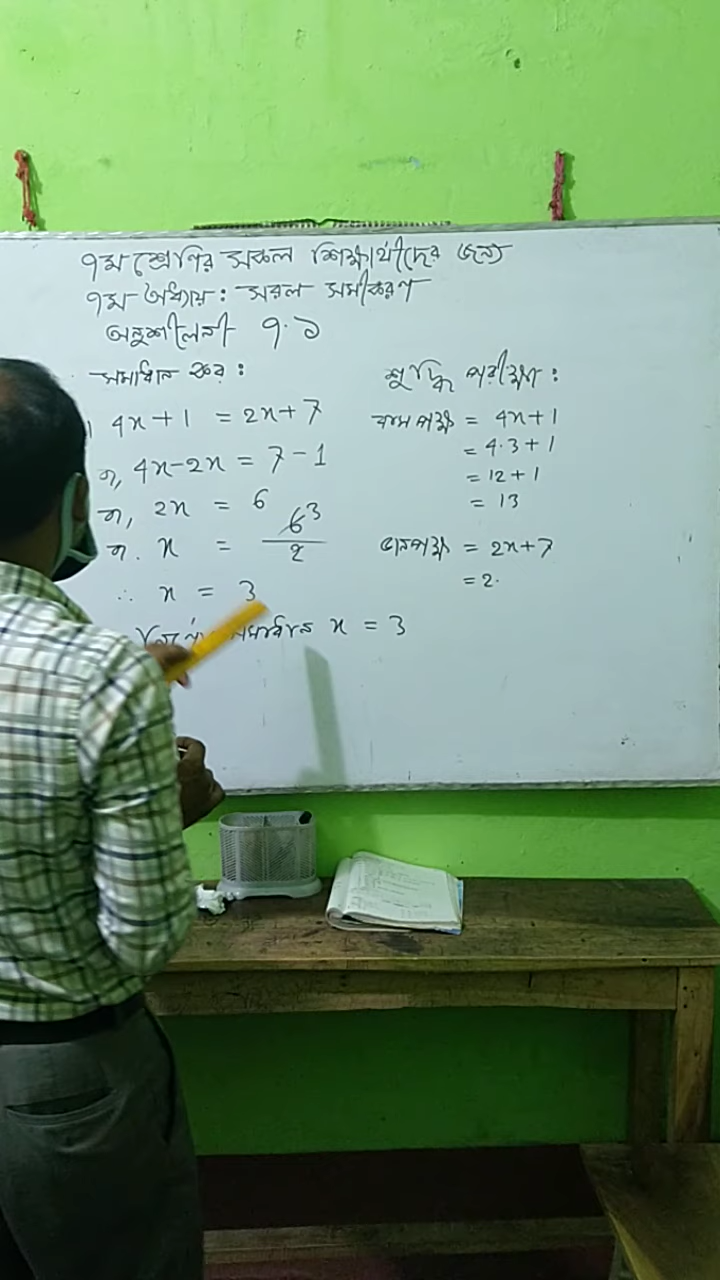 ৭ম শ্রেণির সকল শিক্ষার্থীদের জন্য
৭ম অধ্যায় : সরল সমীকরণ
অনুশীলনী ৭.১
সমাধান কর :
4x + 1 = 2x + 7
বা, 4x - 2x = 7 - 1
বা, 2x = 6
বা, x = 6 3 / 2
∴ x = 3
সমাধান x = 3
শুদ্ধি পরীক্ষা :
বামপক্ষ = 4x + 1
= 4.3 + 1
= 12 + 1
= 13
ডানপক্ষ = 2x + 7
= 2.